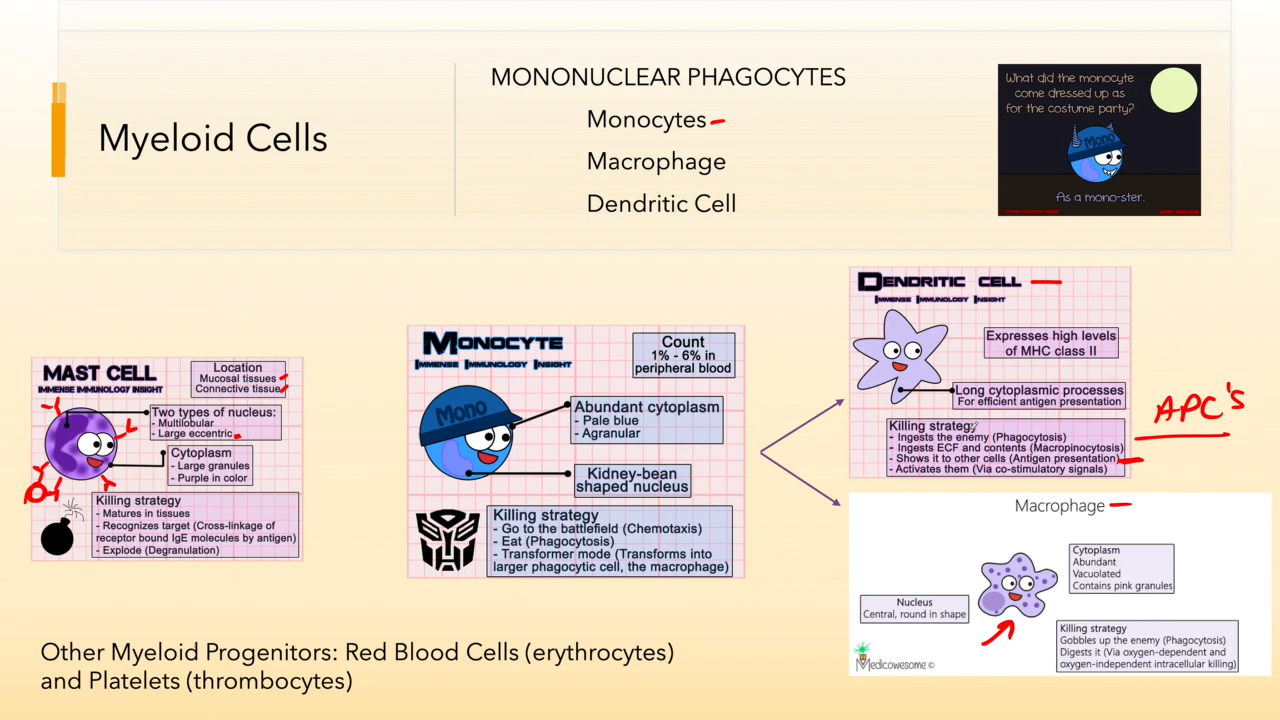 Myeloid Cells
MONONUCLEAR PHAGOCYTES
Monocytes
Macrophage
Dendritic Cell
What did the monocyte
come dressed up as
for the costume party?
Mono
As a mono-ster.
MAST CELL
IMMENSE IMMUNOLOGY INSIGHT
Location
Mucosal tissues
Connective tissue
Two types of nucleus:
- Multilobular
- Large eccentric
Cytoplasm
- Large granules
- Purple in color
Killing strategy
- Matures in tissues
- Recognizes target (Cross-linkage of
receptor bound IgE molecules by antigen)
- Explode (Degranulation)
MONOCYTE
IMMENSE IMMUNOLOGY INSIGHT
Count
1% - 6% in
peripheral blood
Mono
Abundant cytoplasm
- Pale blue
- Agranular
Kidney-bean
shaped nucleus
Killing strategy
- Go to the battlefield (Chemotaxis)
- Eat (Phagocytosis)
- Transformer mode (Transforms into
larger phagocytic cell, the macrophage)
DENDRITIC CELL
IMMENSE IMMUNOLOGY INSIGHT
Expresses high levels
of MHC class II
Long cytoplasmic processes
For efficient antigen presentation
Killing strategy
- Ingests the enemy (Phagocytosis)
- Ingests ECF and contents (Macropinocytosis)
- Shows it to other cells (Antigen presentation)
- Activates them (Via co-stimulatory signals)
APC's
Macrophage
Cytoplasm
Abundant
Vacuolated
Contains pink granules
Nucleus
Central, round in shape
Killing strategy
Gobbles up the enemy (Phagocytosis)
Digests it (Via oxygen-dependent and
oxygen-independent intracellular killing)
Medicowesome ©
Other Myeloid Progenitors: Red Blood Cells (erythrocytes)
and Platelets (thrombocytes)